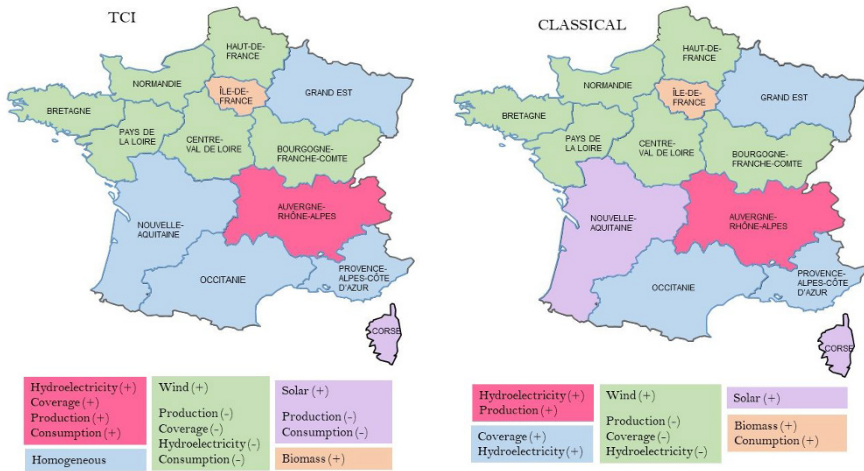 TCI
HAUT-DE-
FRANCE
NORMANDIE
ÎLE-DE-
FRANCE
GRAND EST
BRETAGNE
PAYS DE
LA LOIRE
CENTRE-
VAL DE LOIRE
BOURGOGNE-
FRANCHE-COMTE
NOUVELLE-
AQUITAINE
AUVERGNE-
RHÔNE-ALPES
OCCITANIE
PROVENCE-
ALPES-CÔTE
D'AZUR
CORSE
Hydroelectricity (+)
Coverage (+)
Production (+)
Consumption (+)
Homogeneous
Wind (+)
Production (-)
Coverage (-)
Hydroelectricity (-)
Consumption (-)
Solar (+)
Production (-)
Consumption (-)
Biomass (+)
CLASSICAL
HAUT-DE-
FRANCE
NORMANDIE
ÎLE-DE-
FRANCE
GRAND EST
BRETAGNE
PAYS DE
LA LOIRE
CENTRE-
VAL DE LOIRE
BOURGOGNE-
FRANCHE-COMTE
NOUVELLE-
AQUITAINE
AUVERGNE-
RHÔNE-ALPES
OCCITANIE
PROVENCE-
ALPES-CÔTE
D'AZUR
CORSE
Hydroelectricity (+)
Production (+)
Coverage (+)
Hydroelectricity (+)
Wind (+)
Production (-)
Coverage (-)
Hydroelectricity (-)
Solar (+)
Biomass (+)
Consumption (+)